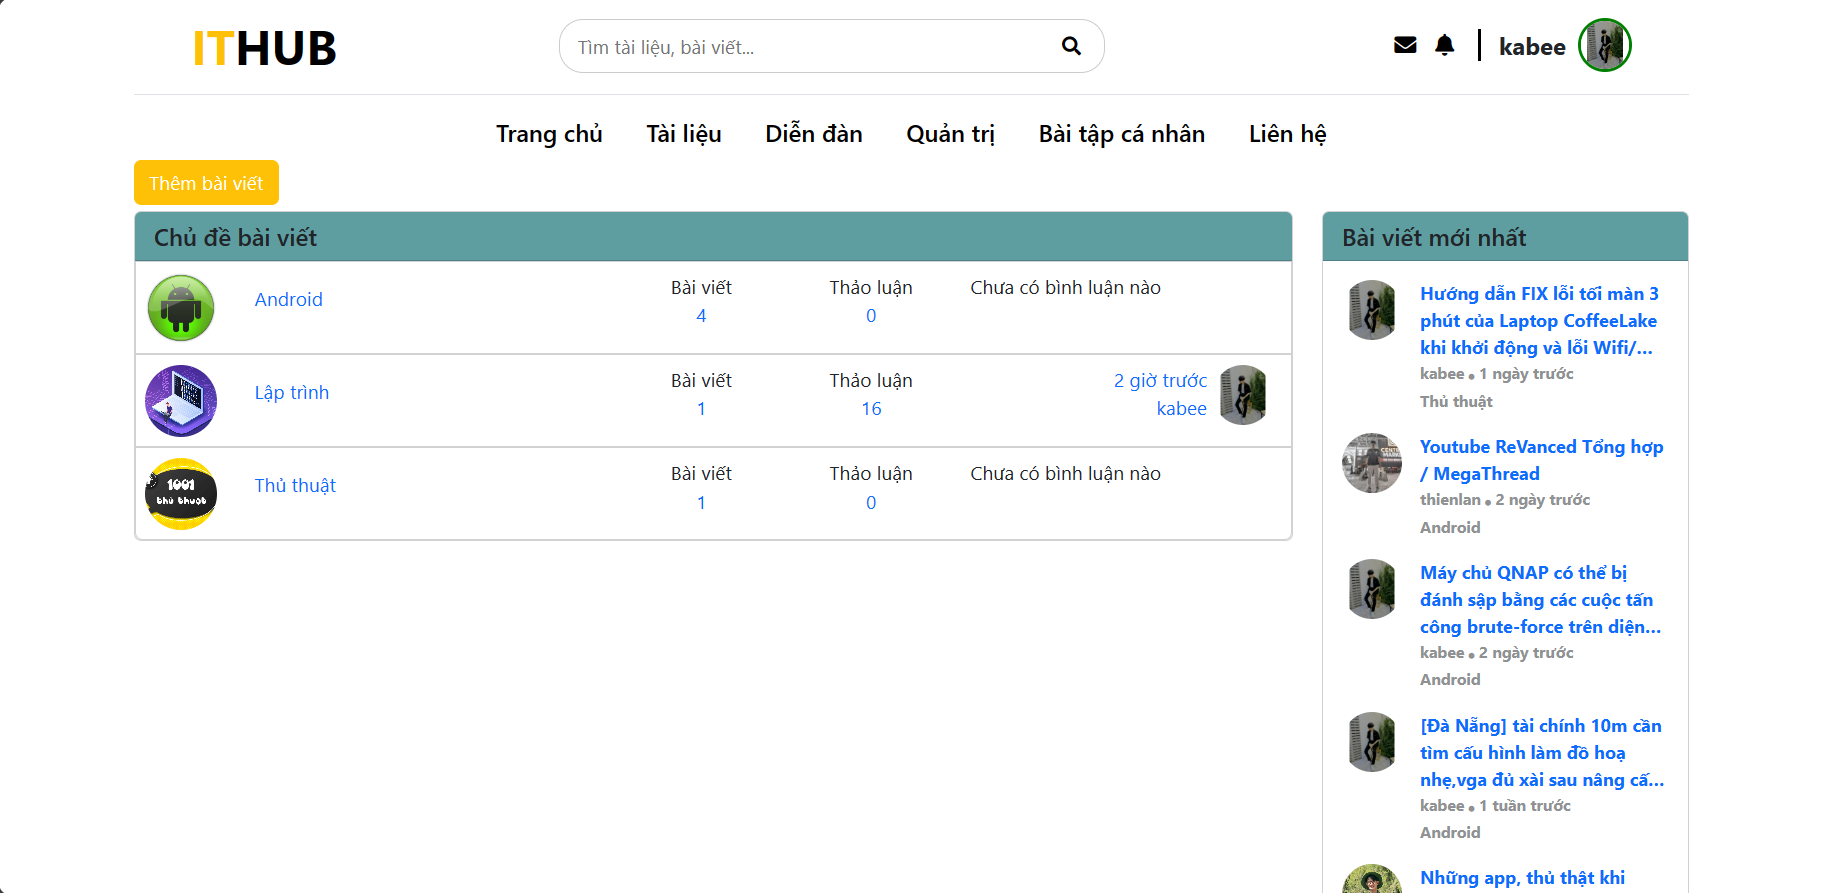 ITHUB
Tìm tài liệu, bài viết...
kabee
Trang chủ Tài liệu Diễn đàn Quản trị Bài tập cá nhân Liên hệ
Thêm bài viết
Chủ đề bài viết
Android
Bài viết
4
Thảo luận
0
Chưa có bình luận nào
Lập trình
Bài viết
1
Thảo luận
16
2 giờ trước
kabee
1001
thủ thuật
Thủ thuật
Bài viết
1
Thảo luận
0
Chưa có bình luận nào
Bài viết mới nhất
Hướng dẫn FIX lỗi tối màn 3
phút của Laptop CoffeeLake
khi khởi động và lỗi Wifi/...
kabee • 1 ngày trước
Thủ thuật
Youtube ReVanced Tổng hợp
/ MegaThread
thienlan • 2 ngày trước
Android
Máy chủ QNAP có thể bị
đánh sập bằng các cuộc tấn
công brute-force trên diện...
kabee • 2 ngày trước
Android
[Đà Nẵng] tài chính 10m cần
tìm cấu hình làm đồ hoạ
nhẹ,vga đủ xài sau nâng cấ...
kabee • 1 tuần trước
Android
Những app, thủ thật khi